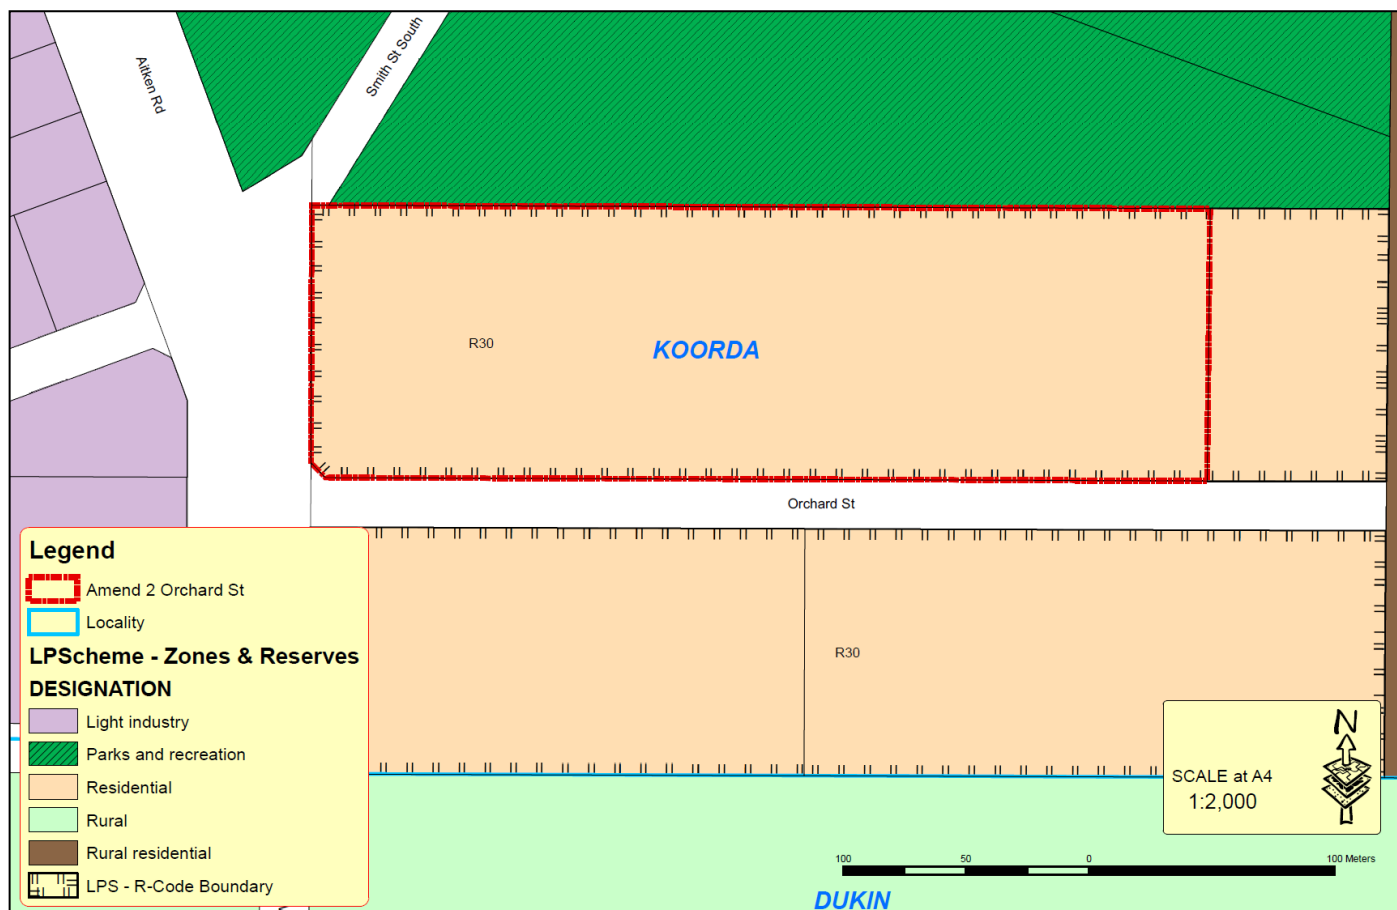 Aitken Rd
Smith St South
R30
KOORDA
Orchard St
R30
Legend
Amend 2 Orchard St
Locality
LPScheme - Zones & Reserves
DESIGNATION
Light industry
Parks and recreation
Residential
Rural
Rural residential
LPS - R-Code Boundary
N
SCALE at A4
1:2,000
100 50 0 100 Meters
DUKIN